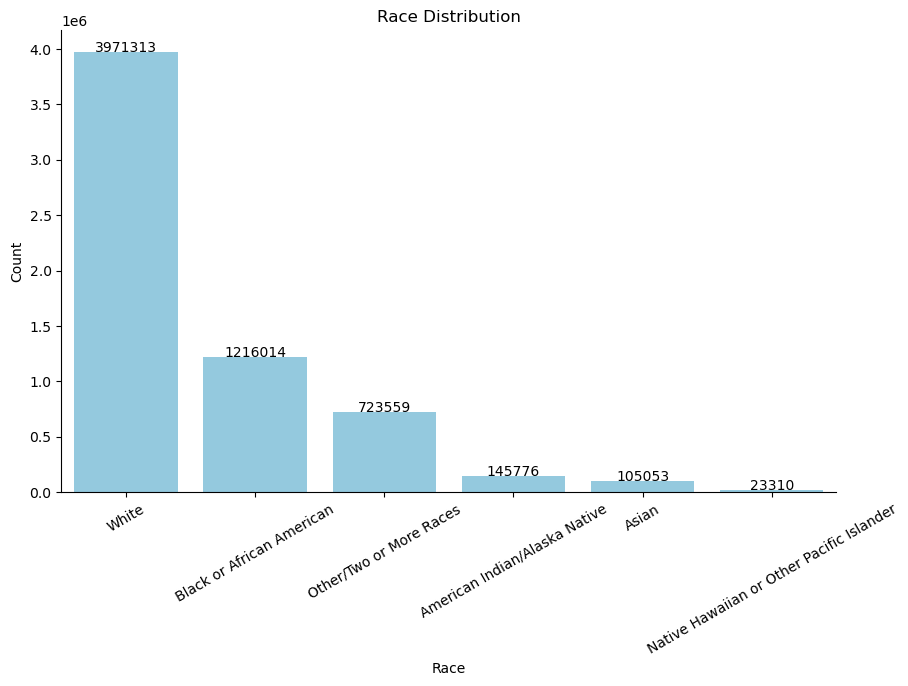 Race Distribution
1e6
4.0
3.5
3.0
2.5
2.0
1.5
1.0
0.5
0.0
Count
3971313
1216014
723559
145776
105053
23310
White
Black or African American
Other/Two or More Races
American Indian/Alaska Native
Asian
Native Hawaiian or Other Pacific Islander
Race